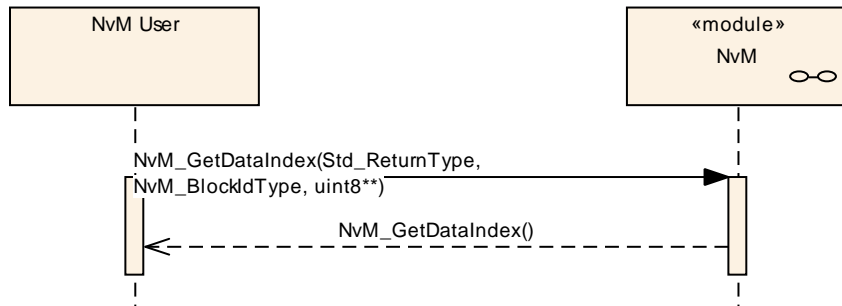 NvM User
«module»
NvM
NvM_GetDataIndex(Std_ReturnType,
NvM_BlockIdType, uint8**)
NvM_GetDataIndex()